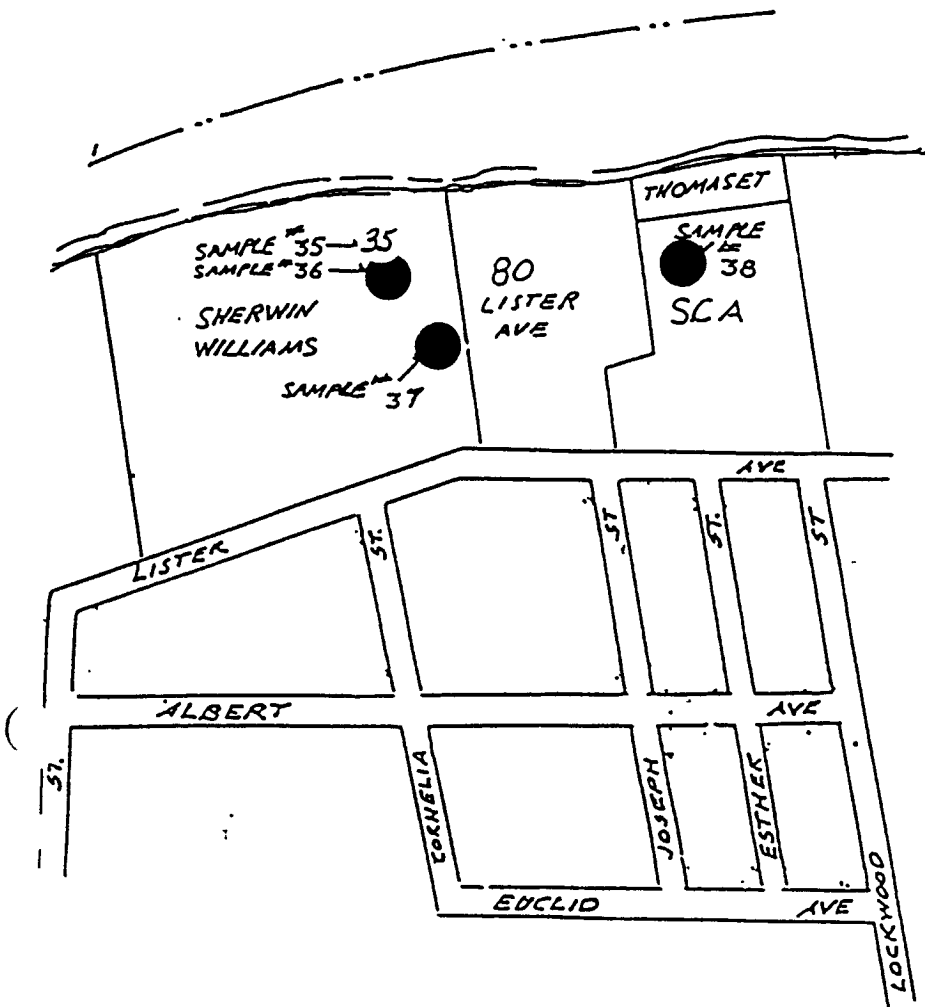 THOMASET
SAMPLE # 35 35
SAMPLE # 36
SAMPLE # 38
80
LISTER
AVE
SHERWIN
WILLIAMS
SCA
SAMPLE # 37
AVE
LISTER
ST.
ST
ST.
ST
ALBERT
AVE
ST.
CORNELIA
JOSEPH
ESTHER
LOCKWOOD
EUCLID
AVE